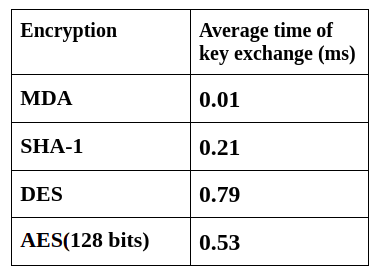 Encryption
Average time of
key exchange (ms)
MDA
0.01
SHA-1
0.21
DES
0.79
AES(128 bits)
0.53